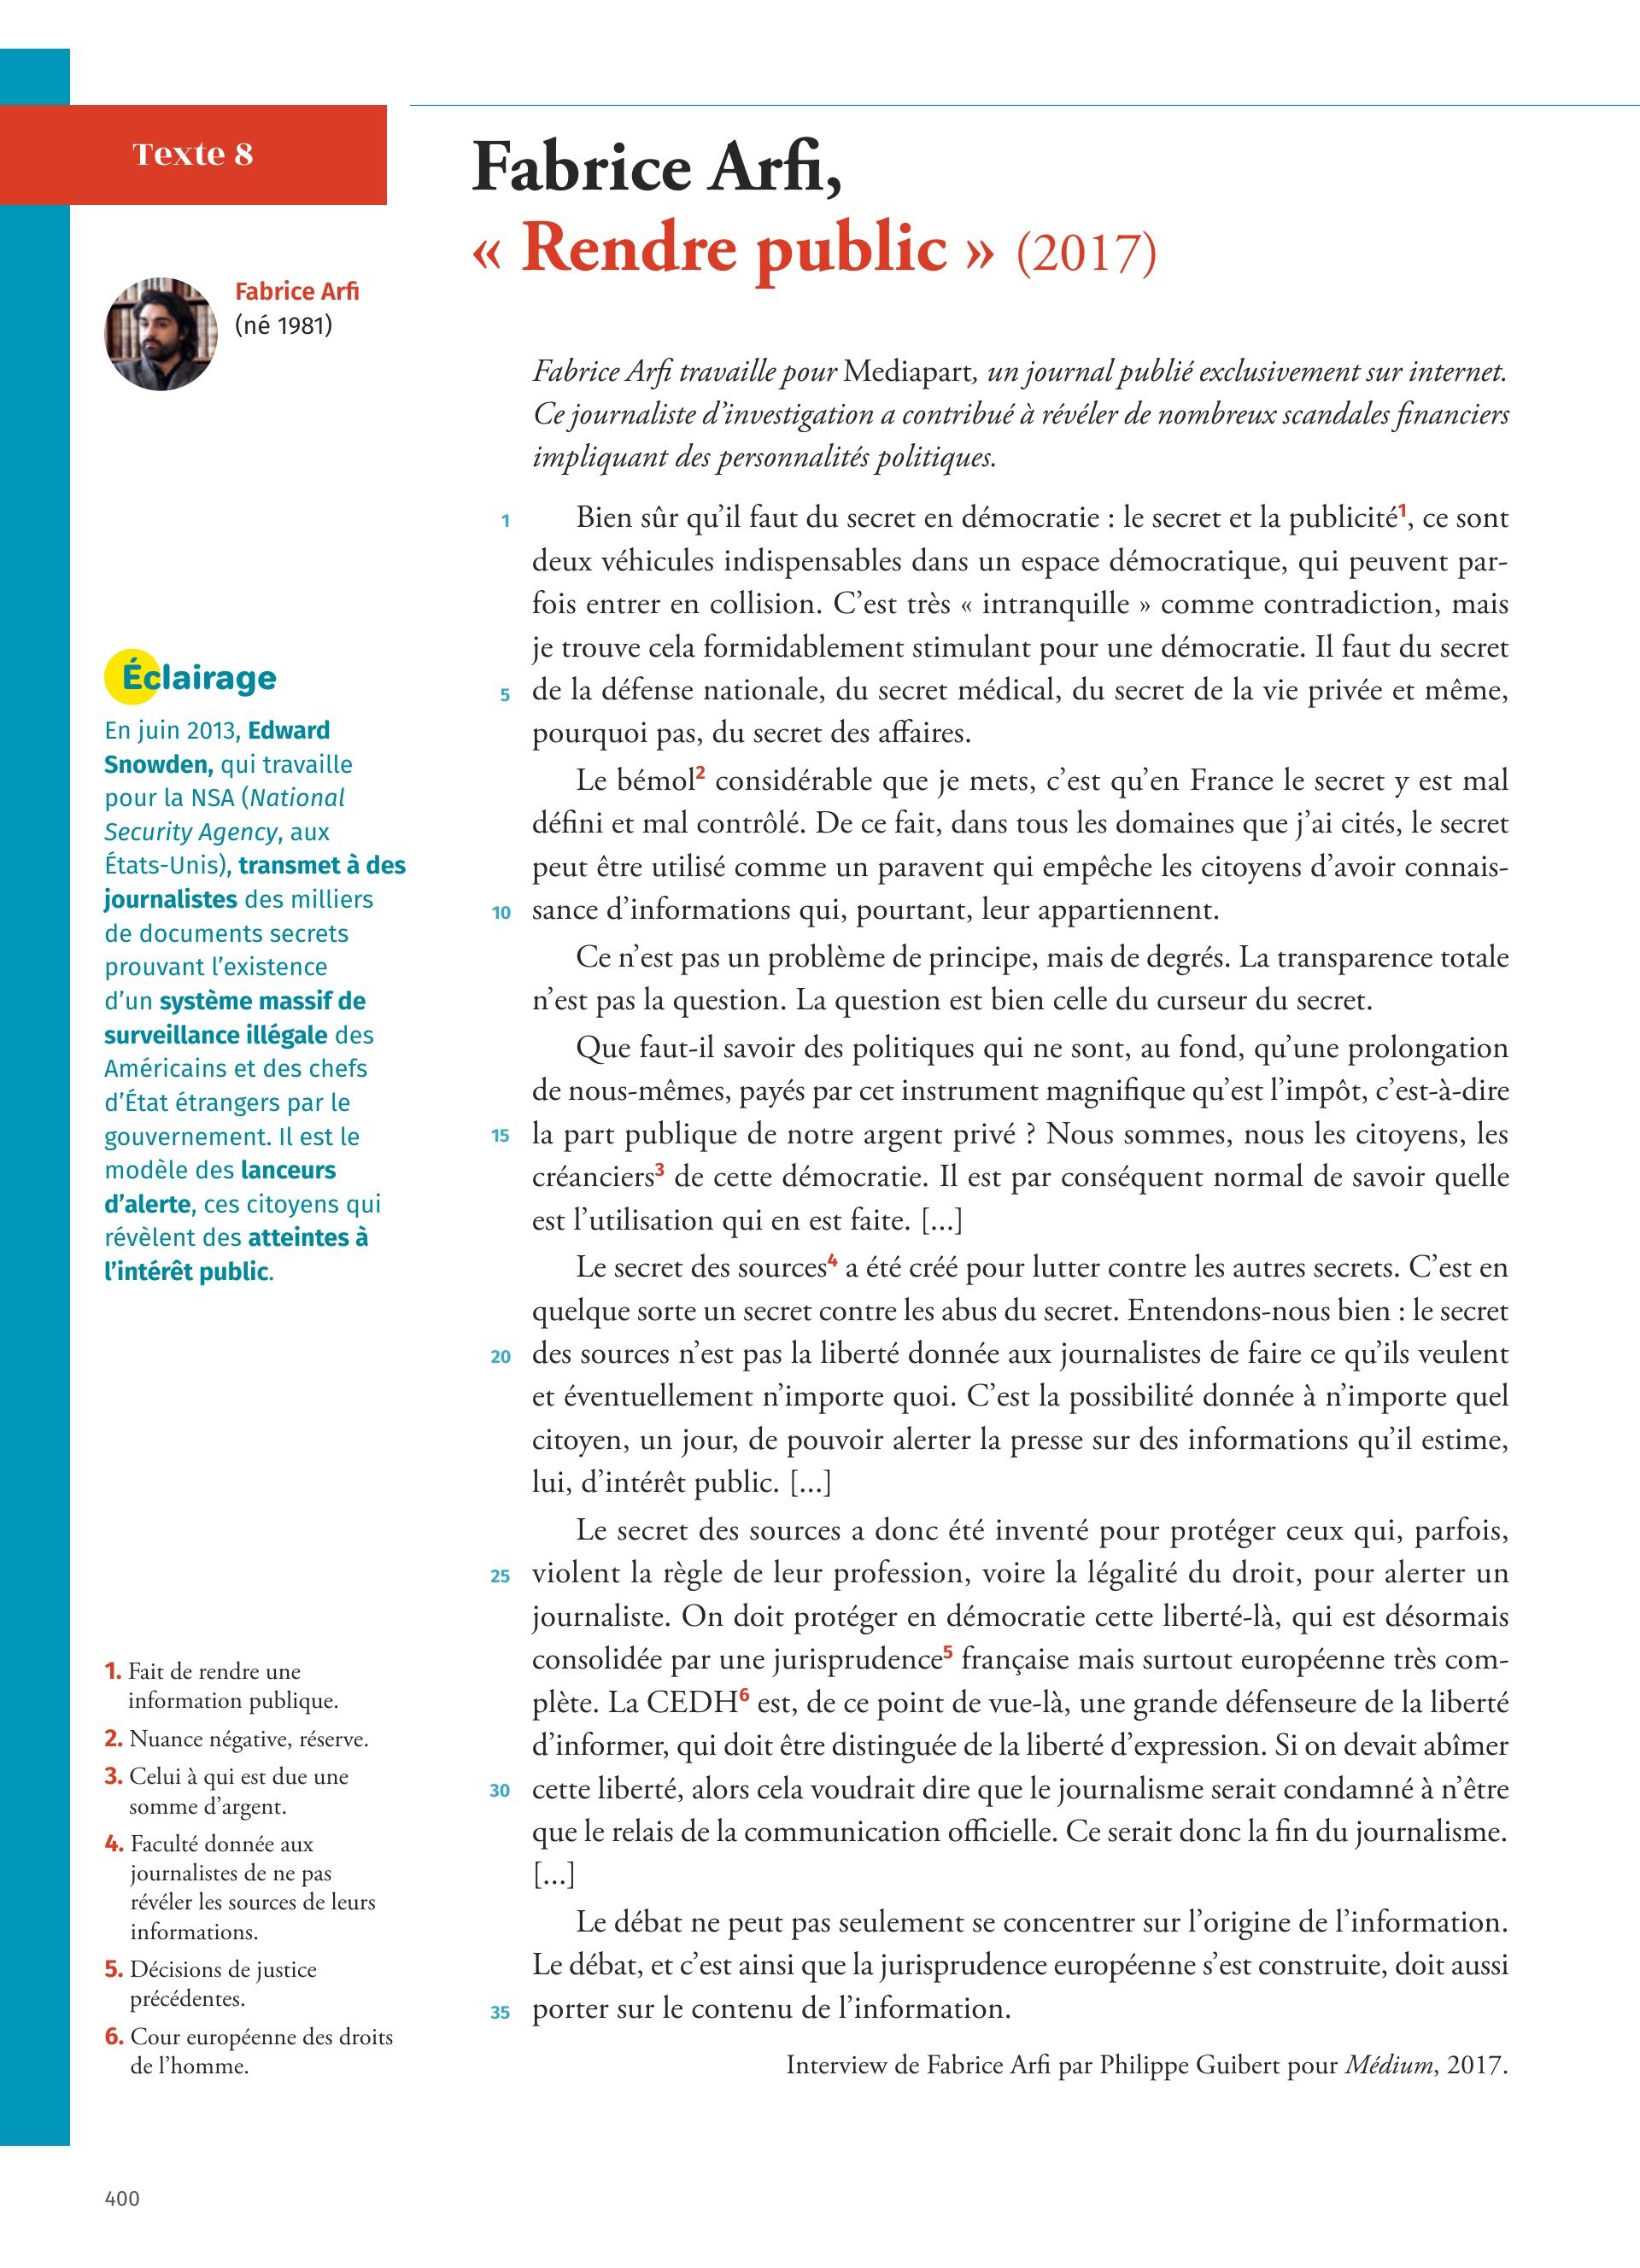 Texte 8
Fabrice Arfi,
« Rendre public » (2017)
Fabrice Arfi
(né 1981)
Fabrice Arfi travaille pour Mediapart, un journal publié exclusivement sur internet.
Ce journaliste d’investigation a contribué à révéler de nombreux scandales financiers
impliquant des personnalités politiques.
1 Bien sûr qu’il faut du secret en démocratie : le secret et la publicité1, ce sont
deux véhicules indispensables dans un espace démocratique, qui peuvent par-
fois entrer en collision. C’est très « intranquille » comme contradiction, mais
je trouve cela formidablement stimulant pour une démocratie. Il faut du secret
5 de la défense nationale, du secret médical, du secret de la vie privée et même,
pourquoi pas, du secret des affaires.
Le bémol2 considérable que je mets, c’est qu’en France le secret y est mal
défini et mal contrôlé. De ce fait, dans tous les domaines que j’ai cités, le secret
peut être utilisé comme un paravent qui empêche les citoyens d’avoir connais-
10 sance d’informations qui, pourtant, leur appartiennent.
Ce n’est pas un problème de principe, mais de degrés. La transparence totale
n’est pas la question. La question est bien celle du curseur du secret.
Que faut-il savoir des politiques qui ne sont, au fond, qu’une prolongation
de nous-mêmes, payés par cet instrument magnifique qu’est l’impôt, c’est-à-dire
15 la part publique de notre argent privé ? Nous sommes, nous les citoyens, les
créanciers3 de cette démocratie. Il est par conséquent normal de savoir quelle
est l’utilisation qui en est faite. [...]
Le secret des sources4 a été créé pour lutter contre les autres secrets. C’est en
quelque sorte un secret contre les abus du secret. Entendons-nous bien : le secret
20 des sources n’est pas la liberté donnée aux journalistes de faire ce qu’ils veulent
et éventuellement n’importe quoi. C’est la possibilité donnée à n’importe quel
citoyen, un jour, de pouvoir alerter la presse sur des informations qu’il estime,
lui, d’intérêt public. [...]
Le secret des sources a donc été inventé pour protéger ceux qui, parfois,
25 violent la règle de leur profession, voire la légalité du droit, pour alerter un
journaliste. On doit protéger en démocratie cette liberté-là, qui est désormais
consolidée par une jurisprudence5 française mais surtout européenne très com-
plète. La CEDH6 est, de ce point de vue-là, une grande défenseure de la liberté
d’informer, qui doit être distinguée de la liberté d’expression. Si on devait abîmer
30 cette liberté, alors cela voudrait dire que le journalisme serait condamné à n’être
que le relais de la communication officielle. Ce serait donc la fin du journalisme.
[...]
Le débat ne peut pas seulement se concentrer sur l’origine de l’information.
Le débat, et c’est ainsi que la jurisprudence européenne s’est construite, doit aussi
35 porter sur le contenu de l’information.
Interview de Fabrice Arfi par Philippe Guibert pour Médium, 2017.
Éclairage
En juin 2013, Edward
Snowden, qui travaille
pour la NSA (National
Security Agency, aux
États-Unis), transmet à des
journalistes des milliers
de documents secrets
prouvant l’existence
d’un système massif de
surveillance illégale des
Américains et des chefs
d’État étrangers par le
gouvernement. Il est le
modèle des lanceurs
d’alerte, ces citoyens qui
révèlent des atteintes à
l’intérêt public.
1. Fait de rendre une
information publique.
2. Nuance négative, réserve.
3. Celui à qui est due une
somme d’argent.
4. Faculté donnée aux
journalistes de ne pas
révéler les sources de leurs
informations.
5. Décisions de justice
précédentes.
6. Cour européenne des droits
de l’homme.
400